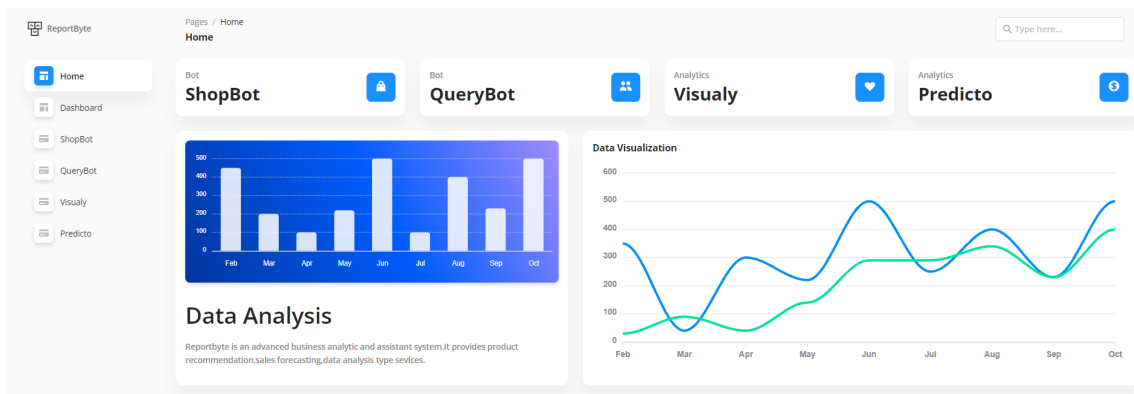 ReportByte
Pages / Home
Home
Type here...
Home
Dashboard
ShopBot
QueryBot
Visualy
Predicto
Bot
ShopBot
Bot
QueryBot
Analytics
Visualy
Analytics
Predicto
500
400
300
200
100
0
Feb Mar Apr May Jun Jul Aug Sep Oct
Data Analysis
Reportbyte is an advanced business analytic and assistant system.It provides product
recommendation,sales forecasting,data analysis type sevices.
Data Visualization
600
500
400
300
200
100
0
Feb Mar Apr May Jun Jul Aug Sep Oct